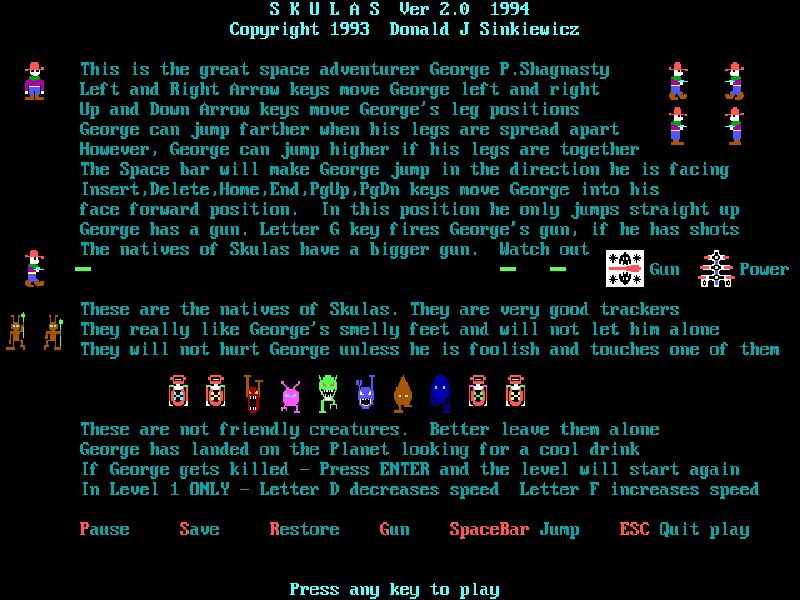 S K U L A S  Ver 2.0  1994
Copyright 1993  Donald J Sinkiewicz
This is the great space adventurer George P.Shagnasty
Left and Right Arrow keys move George left and right
Up and Down Arrow keys move George's leg positions
George can jump farther when his legs are spread apart
However, George can jump higher if his legs are together
The Space bar will make George jump in the direction he is facing
Insert,Delete,Home,End,PgUp,PgDn keys move George into his
face forward position.  In this position he only jumps straight up
George has a gun. Letter G key fires George's gun, if he has shots
The natives of Skulas have a bigger gun.  Watch out
Gun  Power
These are the natives of Skulas. They are very good trackers
They really like George's smelly feet and will not let him alone
They will not hurt George unless he is foolish and touches one of them
These are not friendly creatures.  Better leave them alone
George has landed on the Planet looking for a cool drink
If George gets killed - Press ENTER and the level will start again
In Level 1 ONLY - Letter D decreases speed  Letter F increases speed
Pause  Save  Restore  Gun  SpaceBar Jump  ESC Quit play
Press any key to play